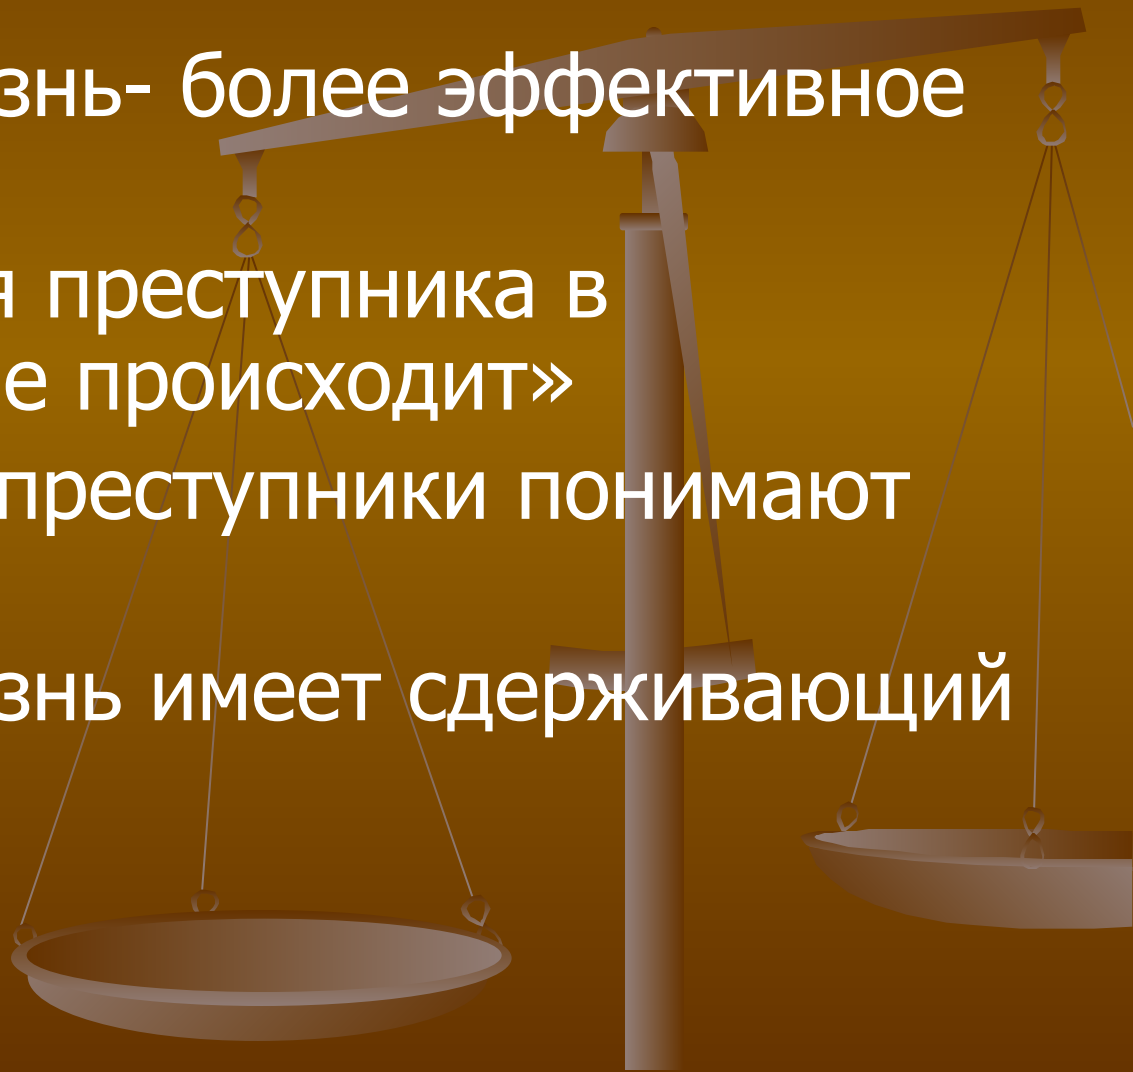 знь- более эффективное
я преступника в
е происходит»
преступники понимают
знь имеет сдерживающий